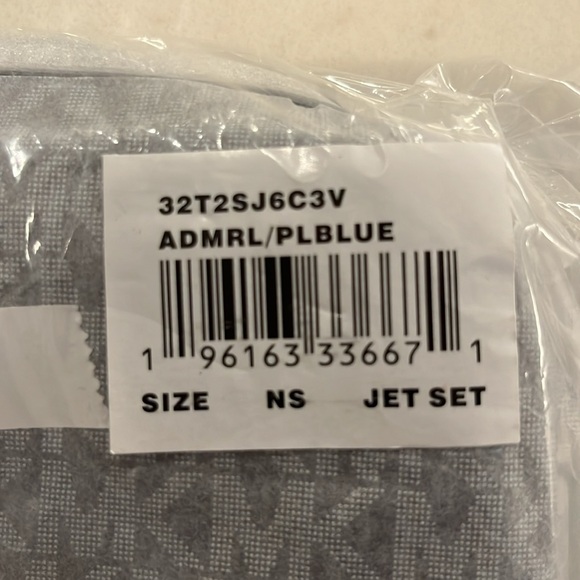 32T2SJ6C3V
ADMRL/PLBLUE
1 96163 33667 1
SIZE NS JET SET